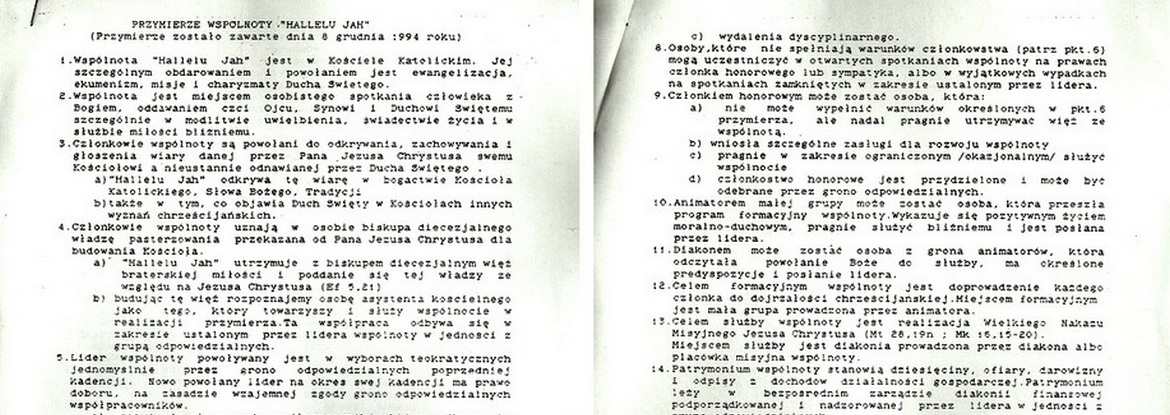 PRZYMIERZE WSPÓLNOTY "HALLELU JAH"
(Przymierze zostało zawarte dnia 8 grudnia 1994 roku)
1.Wspólnota "Hallelu Jah" jest w Kościele Katolickim. Jej
szczególnym obdarowaniem i powołaniem jest ewangelizacja,
ekumenizm, misje i charyzmaty Ducha Świetego.
2.Wspólnota jest miejscem osobistego spotkania człowieka z
Bogiem, oddawaniem czci Ojcu, Synowi i Duchowi Świętemu
szczególnie w modlitwie uwielbienia, świadectwie życia i w
służbie miłości bliźniemu.
3.Członkowie wspólnoty są powołani do odkrywania, zachowywania i
głoszenia wiary danej przez Pana Jezusa Chrystusa swemu
Kościołowi a nieustannie odnawianej przez Ducha Świętego .
a)"Hallelu Jah" odkrywa tę wiarę w bogactwie Kościoła
Katolickiego, Słowa Bożego, Tradycji
b)także w tym, co objawia Duch Święty w Kościołach innych
wyznań chrześcijańskich.
4.Członkowie wspólnoty uznają w osobie biskupa diecezjalnego
władzę pasterzowania przekazaną od Pana Jezusa Chrystusa dla
budowania Kościoła.
a) "Hallelu Jah" utrzymuje z biskupem diecezjalnym więź
braterskiej miłości i poddanie się tej władzy ze
względu na Jezusa Chrystusa (Ef 5,21)
b) budując tę więź rozpoznajemy osobę asystenta kościelnego
jako tego, który towarzyszy i służy wspólnocie w
realizacji przymierza.Ta współpraca odbywa się w
zakresie ustalonym przez lidera wspólnoty w jedności z
grupą odpowiedzialnych.
5.Lider wspólnoty powoływany jest w wyborach teokratycznych
jednomyślnie przez grono odpowiedzialnych poprzedniej
kadencji. Nowo powołany lider na okres swej kadencji ma prawo
doboru, na zasadzie wzajemnej zgody grono odpowiedzialnych
współpracowników.
c) wydalenia dyscyplinarnego.
8.Osoby,które nie spełniają warunków członkowstwa (patrz pkt.6)
mogą uczestniczyć w otwartych spotkaniach wspólnoty na prawach
członka honorowego lub sympatyka, albo w wyjątkowych wypadkach
na spotkaniach zamkniętych w zakresie ustalonym przez lidera.
9.Członkiem honorowym może zostać osoba, która:
a) nie może wypełnić warunków określonych w pkt.6
przymierza, ale nadal pragnie utrzymywać więź ze
wspólnotą.
b) wniosła szczególne zasługi dla rozwoju wspólnoty
c) pragnie w zakresie ograniczonym /okazjonalnym/ służyć
wspólnocie
d) członkostwo honorowe jest przydzielone i może być
odebrane przez grono odpowiedzialnych.
10.Animatorem małej grupy może zostać osoba, która przeszła
program formacyjny wspólnoty.Wykazuje się pozytywnym życiem
moralno-duchowym, pragnie służyć bliźniemu i jest posłana
przez lidera.
11.Diakonem może zostać osoba z grona animatorów, która
odczytała powołanie Boże do służby, ma określone
predyspozycje i posłanie lidera.
12.Celem formacyjnym wspólnoty jest doprowadzenie każdego
członka do dojrzałości chrześcijańskiej.Miejscem formacyjnym
jest mała grupa prowadzona przez animatora.
13.Celem służby wspólnoty jest realizacja Wielkiego Nakazu
Misyjnego Jezusa Chrystusa (Mt 28,19n ; Mk 16,15-20).
Miejscem służby jest diakonia prowadzona przez diakona albo
placówka misyjna wspólnoty.
14.Patrymonium wspólnoty stanowią dziesięciny, ofiary, darowizny
i odpisy z dochodów działalności gospodarczej.Patrymonium
leży w bezpośrednim zarządzie diakonii finansowej
podporządkowanej i nadzorowanej przez lidera w jedności z